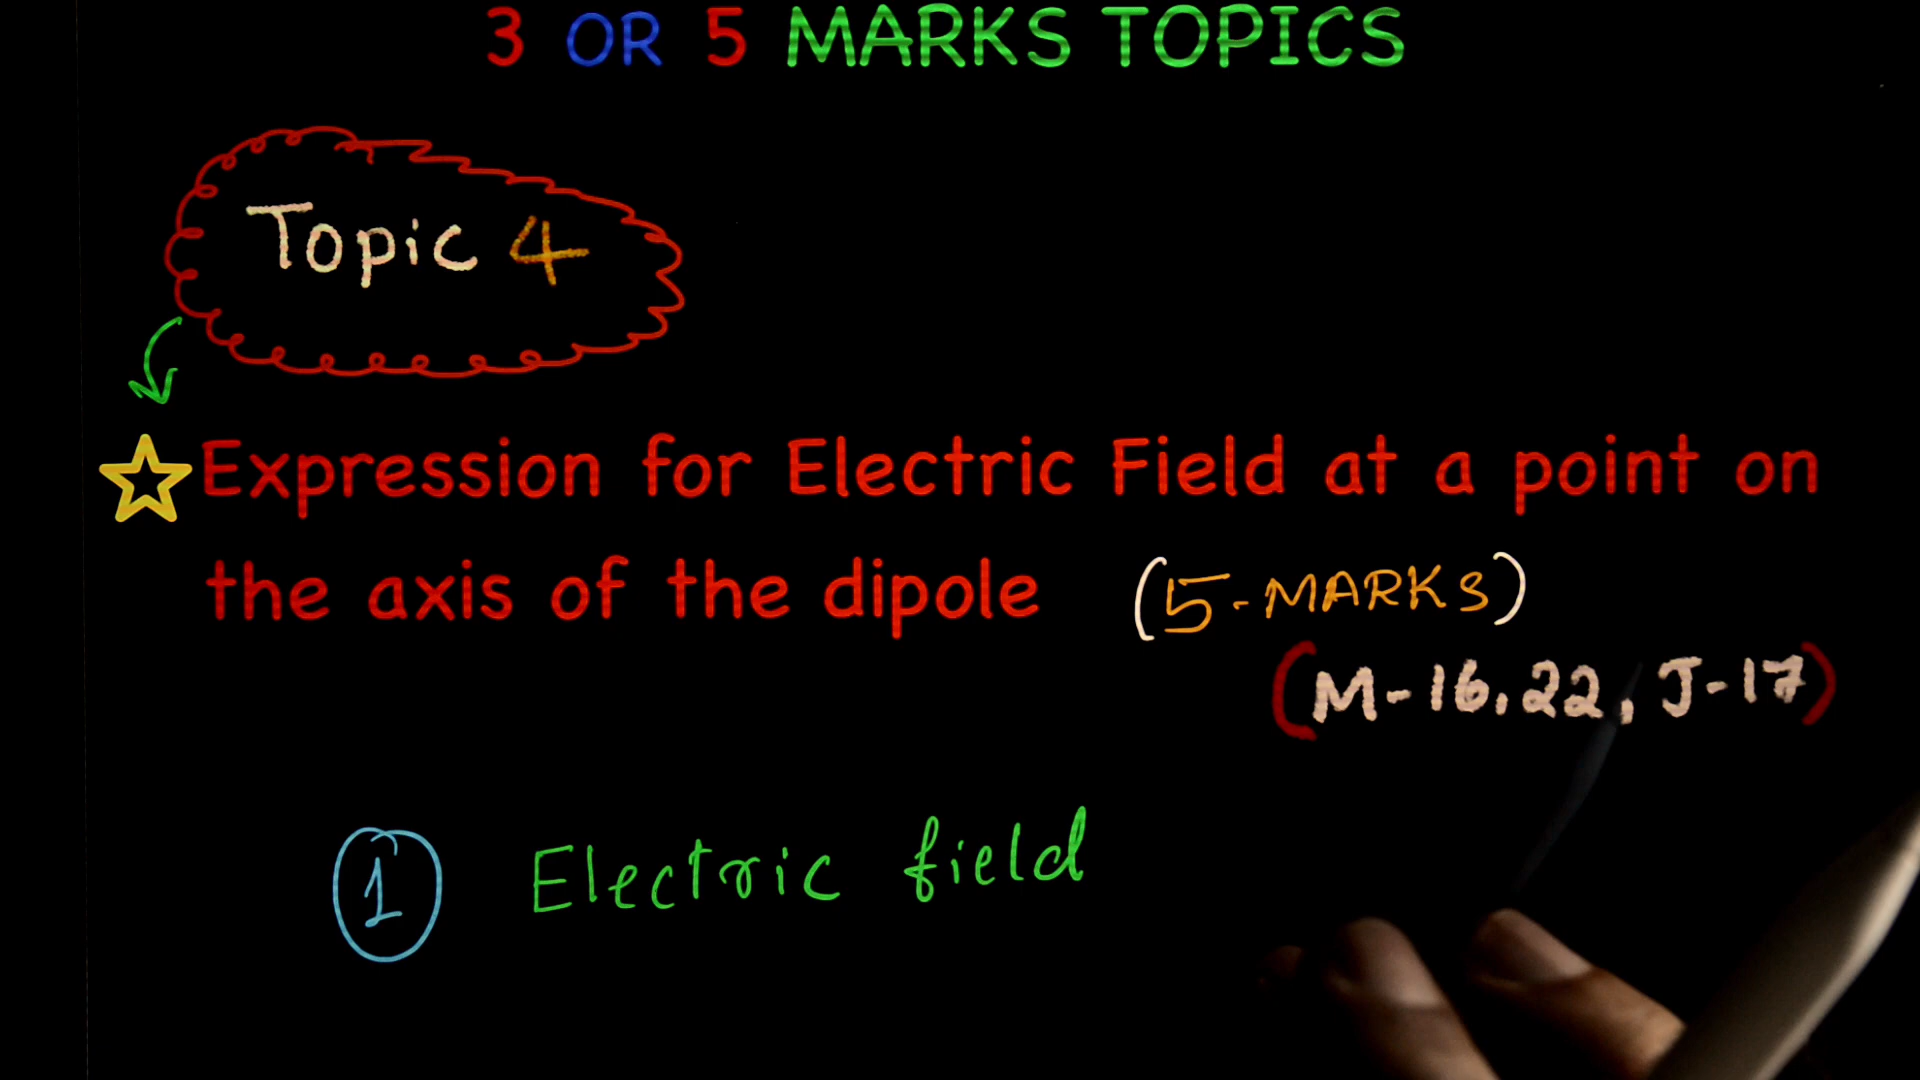 3 OR 5 MARKS TOPICS
Topic 4
Expression for Electric Field at a point on
the axis of the dipole (5-MARKS)
(M-16,22, J-17)
1 Electric field